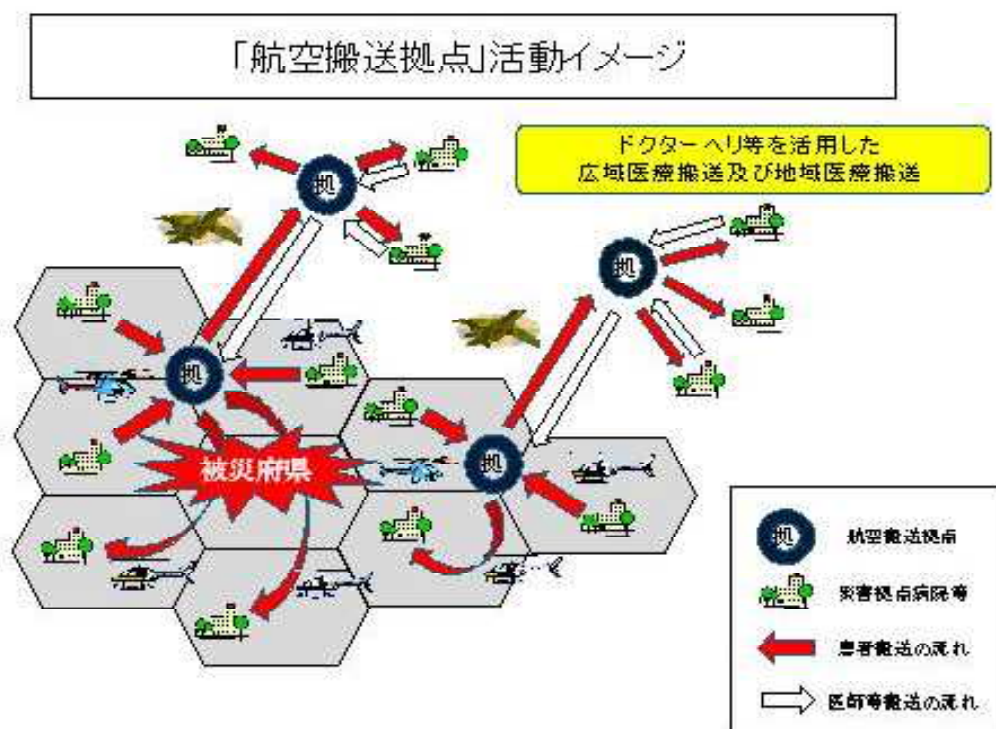 「航空搬送拠点」活動イメージ
ドクターヘリ等を活用した
広域医療搬送及び地域医療搬送
拠
拠
拠
拠
被災府県
拠
航空搬送拠点
災害拠点病院等
患者搬送の流れ
医師等搬送の流れ